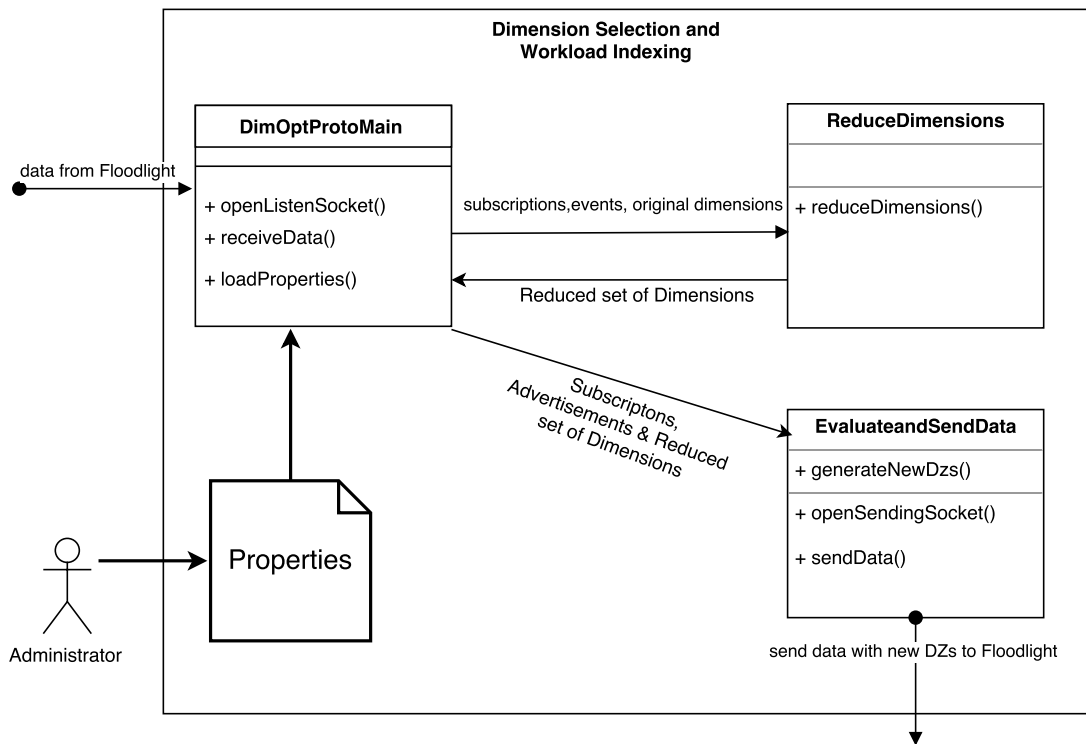 Dimension Selection and
Workload Indexing
DimOptProtoMain
ReduceDimensions
data from Floodlight
+ openListenSocket()
+ receiveData()
+ loadProperties()
subscriptions,events, original dimensions
+ reduceDimensions()
Reduced set of Dimensions
Subscriptons,
Advertisements & Reduced
set of Dimensions
EvaluateandSendData
+ generateNewDzs()
+ openSendingSocket()
+ sendData()
Properties
Administrator
send data with new DZs to Floodlight